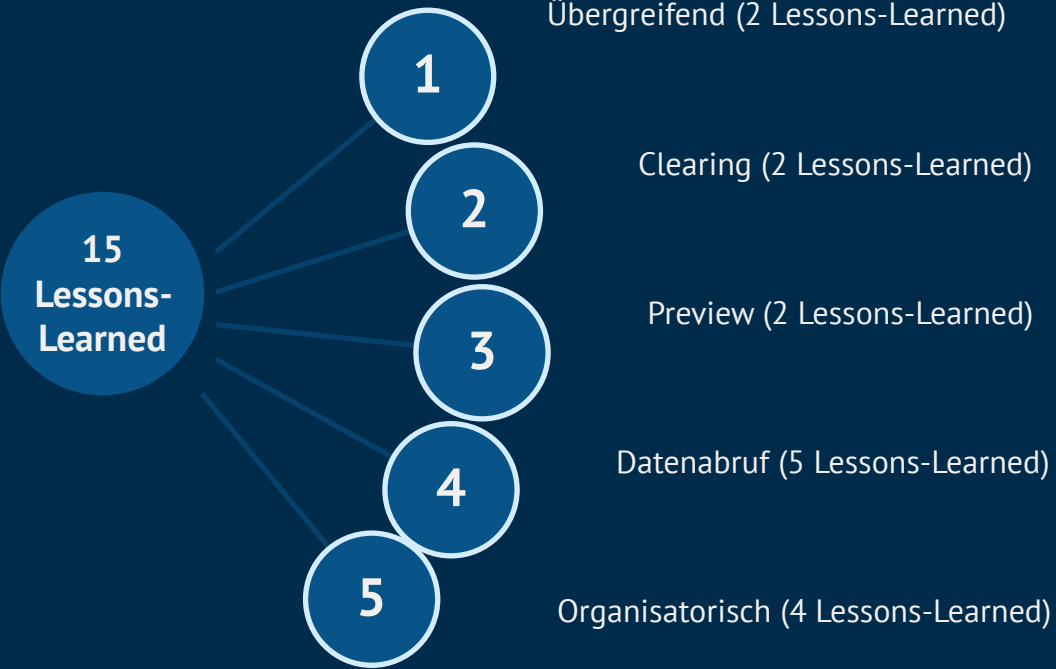 15
Lessons-
Learned
1
Übergreifend (2 Lessons-Learned)
2
Clearing (2 Lessons-Learned)
3
Preview (2 Lessons-Learned)
4
Datenabruf (5 Lessons-Learned)
5
Organisatorisch (4 Lessons-Learned)